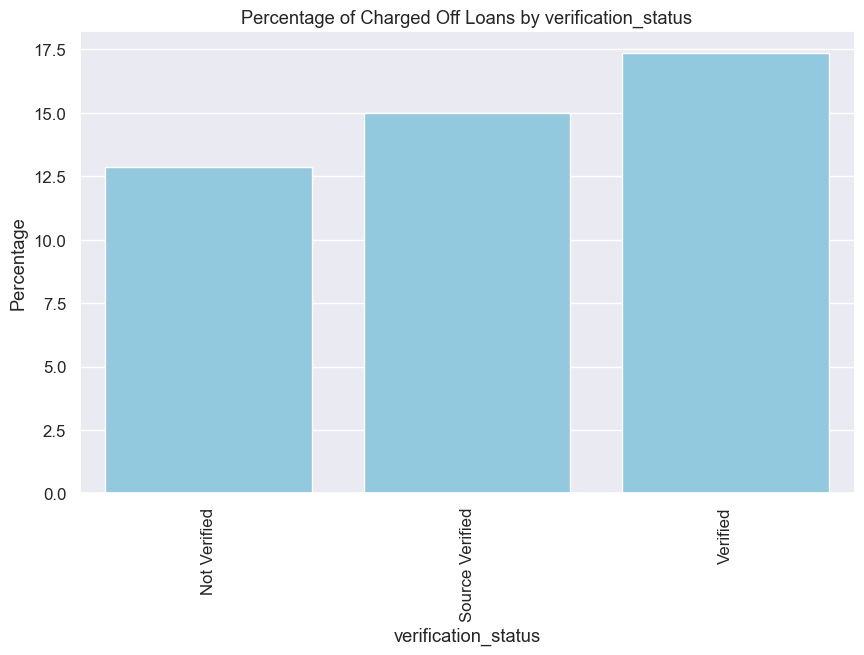 Percentage of Charged Off Loans by verification_status
17.5
15.0
12.5
10.0
7.5
5.0
2.5
0.0
Percentage
Not Verified
Source Verified
Verified
verification_status